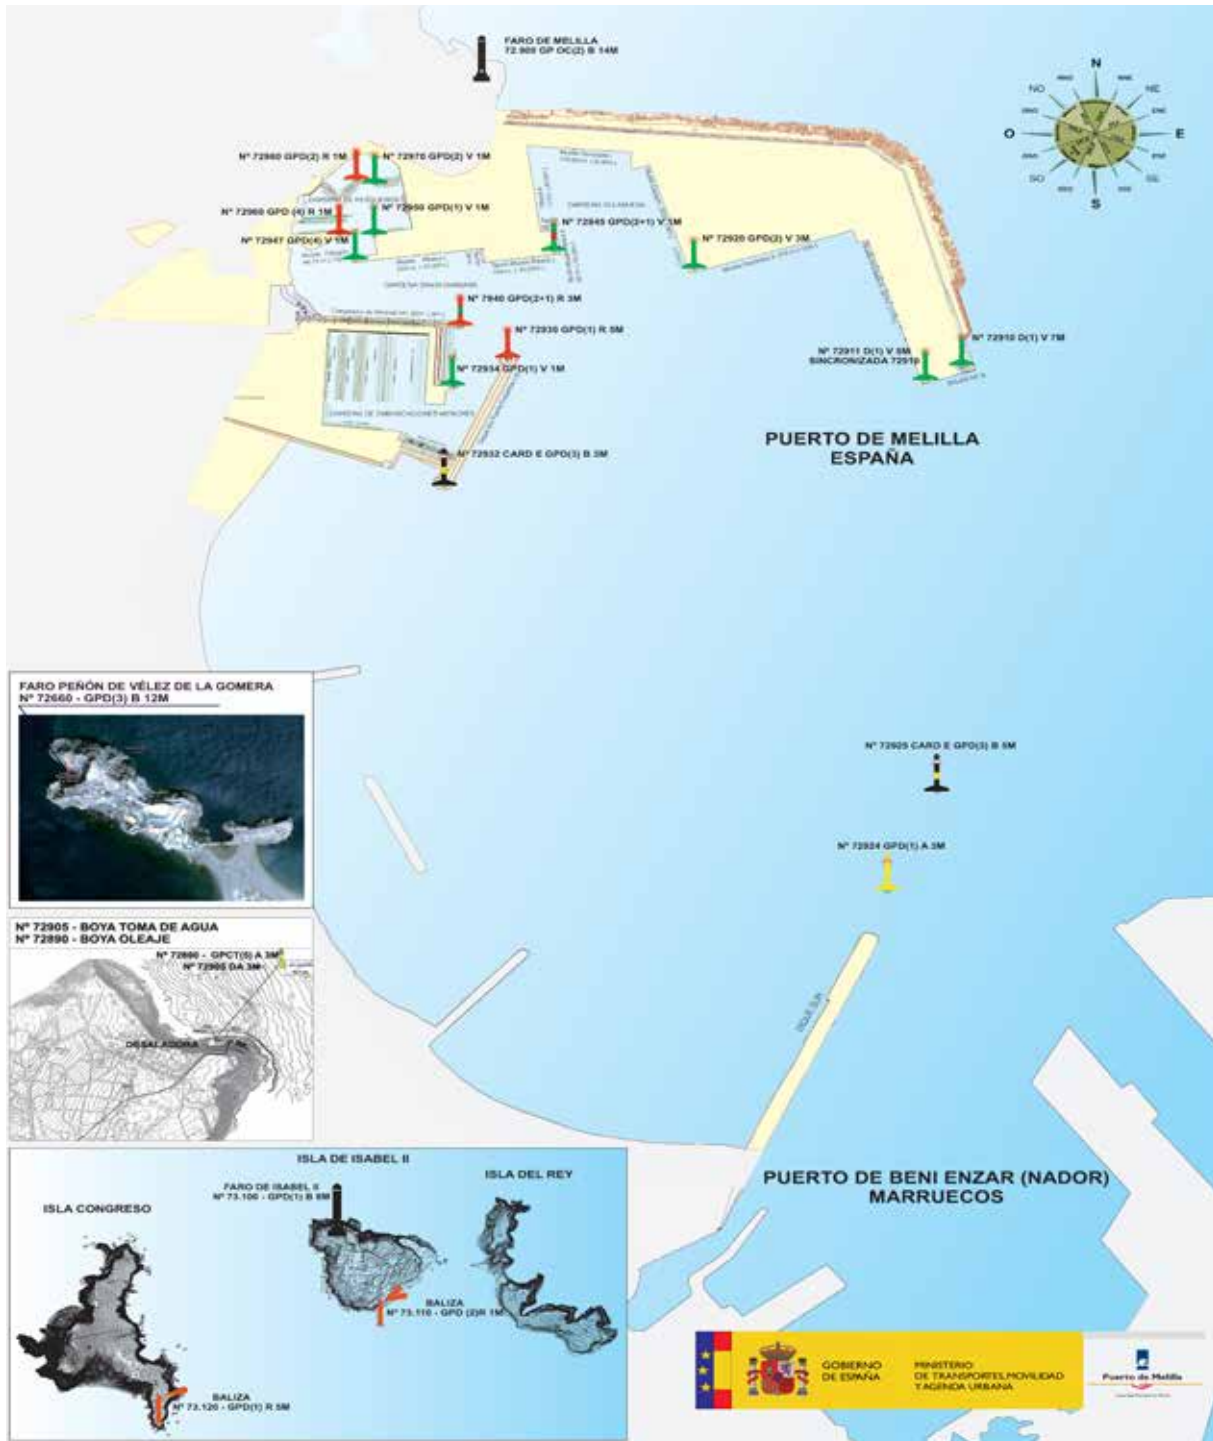 FARO DE MELILLA
72.900 GP OC(2) B 14M
N
NO
NE
O
E
SO
SE
S
Nº 72980 GPD(2) R 1M
Nº 72970 GPD(2) V 1M
Nº 72960 GPD (4) R 1M
Nº 72950 GPD(1) V 1M
Nº 72947 GPD(4) V 1M
Nº 72945 GPD(2+1) V 1M
Nº 72920 GPD(2) V 3M
Nº 7940 GPD(2+1) R 3M
Nº 72930 GPD(1) R 5M
Nº 72934 GPD(1) V 1M
Nº 72911 D(1) V 5M
SINCRONIZADA 72910
Nº 72910 D(1) V 7M
DARSENA DE EMBARCACIONES MENORES
Nº 72932 CARD E GPD(3) B 3M
PUERTO DE MELILLA
ESPAÑA
FARO PEÑÓN DE VÉLEZ DE LA GOMERA
Nº 72660 - GPD(3) B 12M
Nº 72925 CARD E GPD(3) B 5M
Nº 72924 GPD(1) A 3M
Nº 72905 - BOYA TOMA DE AGUA
Nº 72890 - BOYA OLEAJE
Nº 72905 DA 3M
DESALADORA
DIQUE SUR
ISLA DE ISABEL II
FARO DE ISABEL II
Nº 73.100 - GPD(1) B 8M
ISLA DEL REY
ISLA CONGRESO
BALIZA
Nº 73.110 - GPD (2)R 1M
BALIZA
Nº 73.120 - GPD(1) R 5M
PUERTO DE BENI ENZAR (NADOR)
MARRUECOS
GOBIERNO
DE ESPAÑA
MINISTERIO
DE TRANSPORTES, MOVILIDAD
Y AGENDA URBANA
Puerto de Melilla